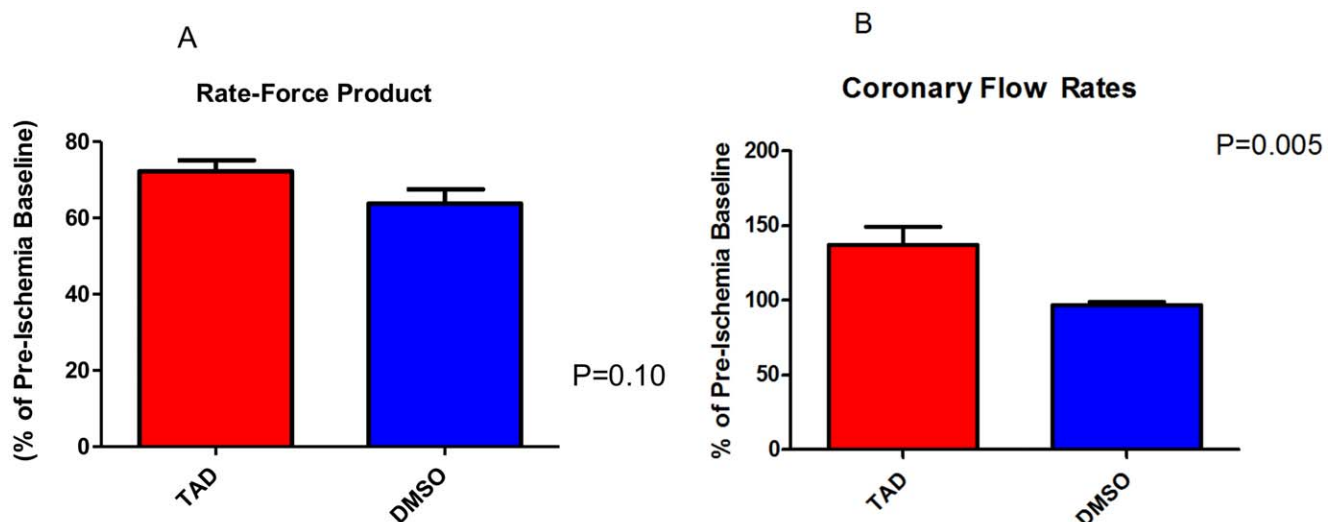 A
Rate-Force Product
(% of Pre-Ischemia Baseline)
80
60
40
20
0
TAD
DMSO
P=0.10
B
Coronary Flow Rates
P=0.005
% of Pre-Ischemia Baseline
200
150
100
50
0
TAD
DMSO